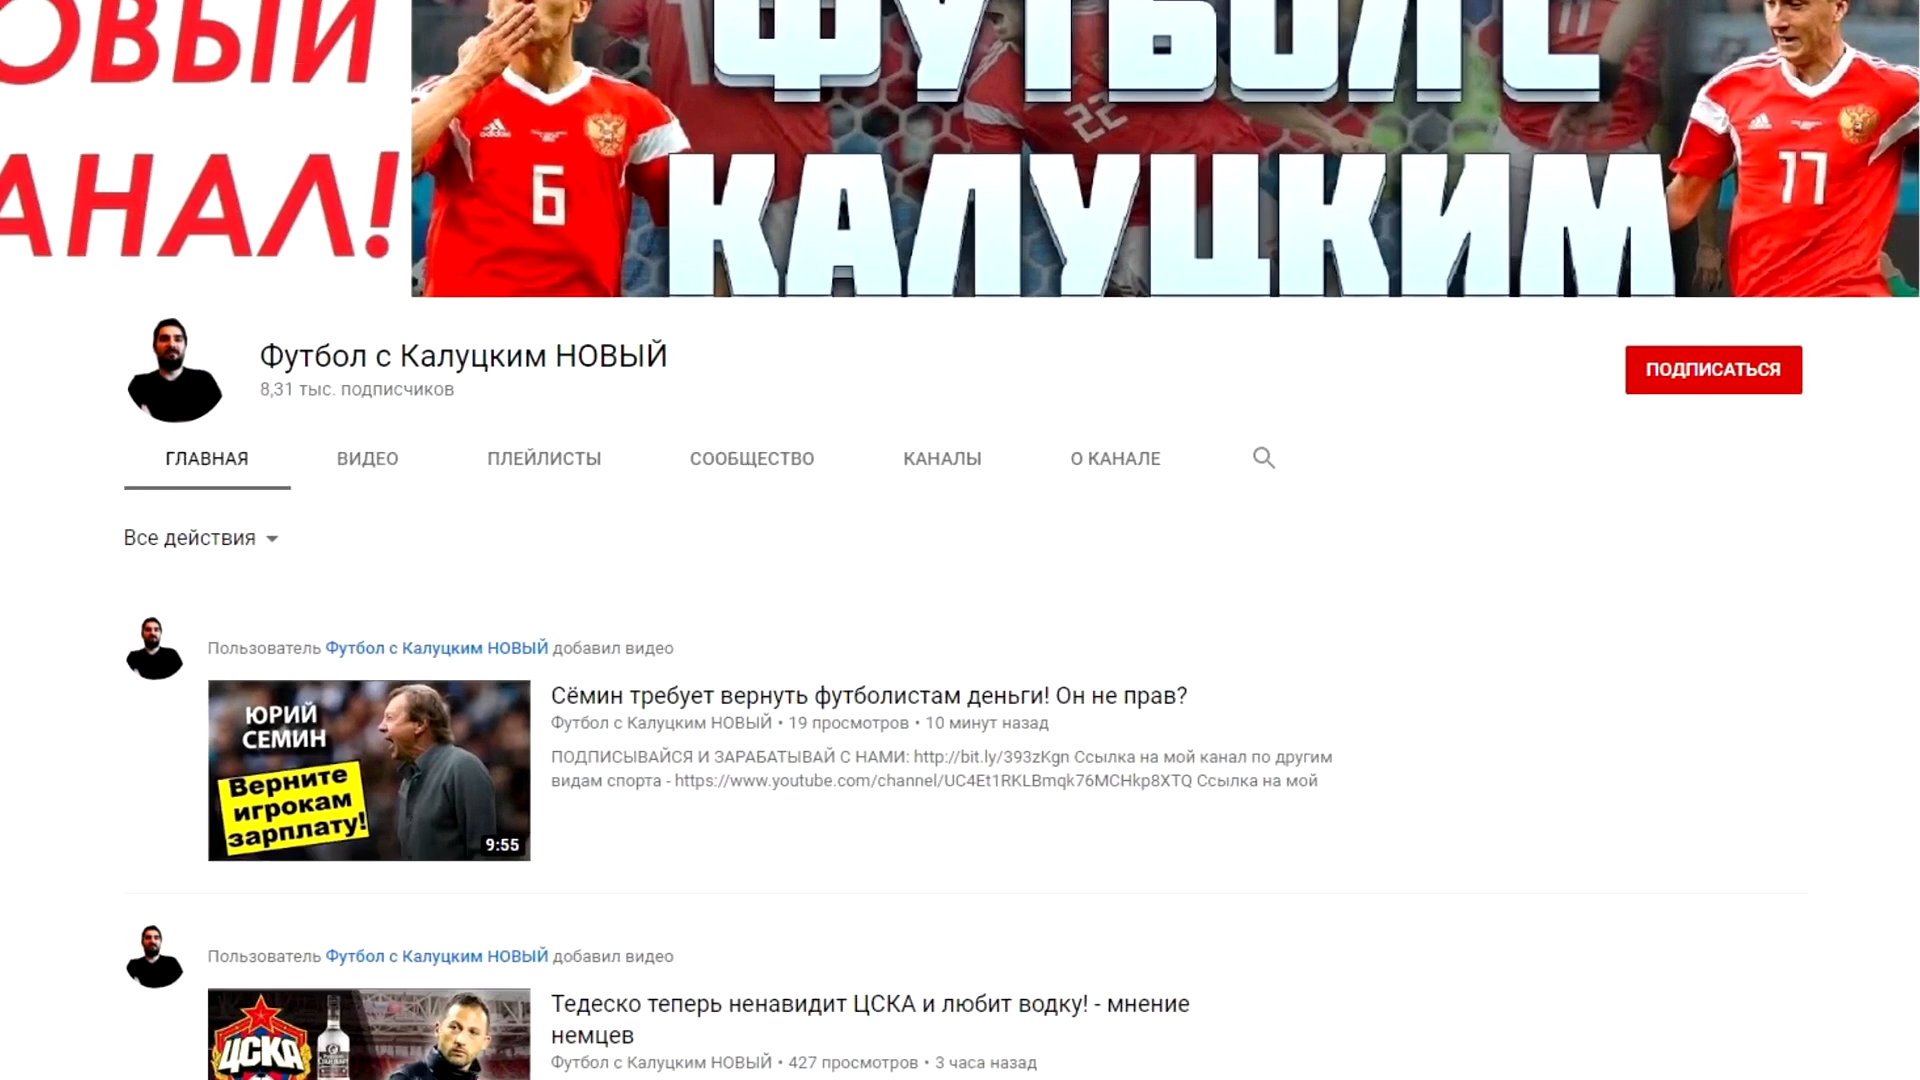 ОВЫЙ
АНАЛ!
ФУТБОЛ С
КАЛУЦКИМ
22
11
6
17
adidas
Футбол с Калуцким НОВЫЙ
8,31 тыс. подписчиков
ПОДПИСАТЬСЯ
ГЛАВНАЯ ВИДЕО ПЛЕЙЛИСТЫ СООБЩЕСТВО КАНАЛЫ О КАНАЛЕ
Все действия
Пользователь Футбол с Калуцким НОВЫЙ добавил видео
ЮРИЙ
СЕМИН
Верните
игрокам
зарплату!
9:55
Сёмин требует вернуть футболистам деньги! Он не прав?
Футбол с Калуцким НОВЫЙ • 19 просмотров • 10 минут назад
ПОДПИСЫВАЙСЯ И ЗАРАБАТЫВАЙ С НАМИ: http://bit.ly/393zKgn Ссылка на мой канал по другим
видам спорта - https://www.youtube.com/channel/UC4Et1RKLBmqk76MCHkp8XTQ Ссылка на мой
Пользователь Футбол с Калуцким НОВЫЙ добавил видео
ЦСКА
Тедеско теперь ненавидит ЦСКА и любит водку! - мнение
немцев
Футбол с Калуцким НОВЫЙ • 427 просмотров • 3 часа назад